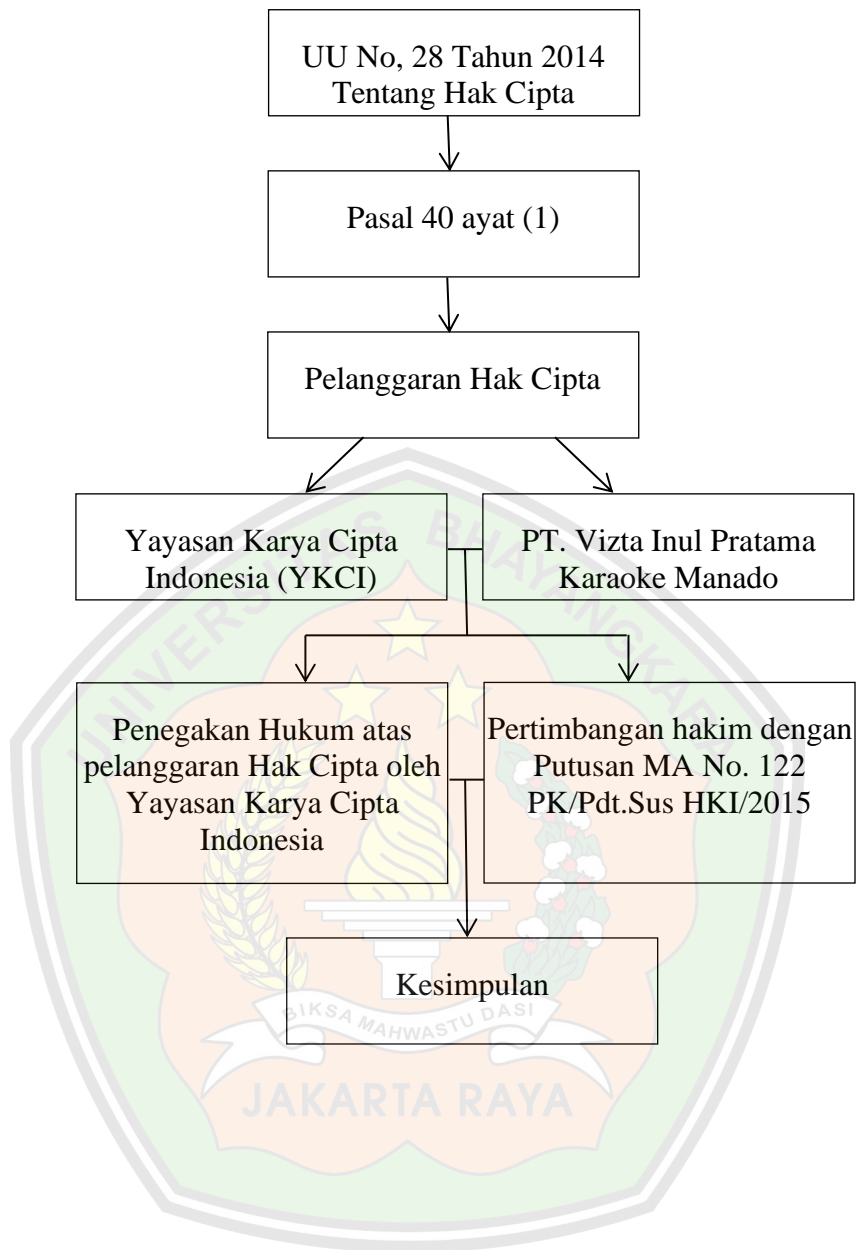 UU No, 28 Tahun 2014
Tentang Hak Cipta
Pasal 40 ayat (1)
Pelanggaran Hak Cipta
Yayasan Karya Cipta
Indonesia (YKCI)
PT. Vizta Inul Pratama
Karaoke Manado
Penegakan Hukum atas
pelanggaran Hak Cipta oleh
Yayasan Karya Cipta
Indonesia
Pertimbangan hakim dengan
Putusan MA No. 122
PK/Pdt.Sus HKI/2015
Kesimpulan
UNIVERSITAS BHAYANGKARA
BIKSA MAHWASTU DASI
JAKARTA RAYA